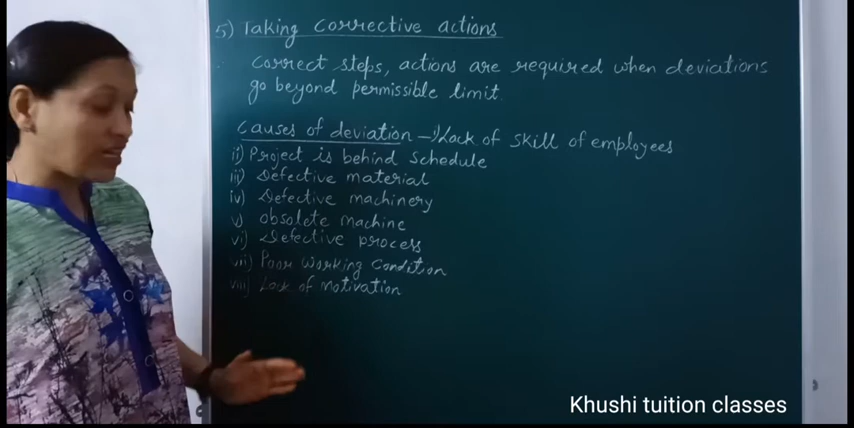 5) Taking corrective actions
Correct steps, actions are required when deviations
go beyond permissible limit.
Causes of deviation – i) Lack of skill of employees
ii) Project is behind schedule
iii) Defective material
iv) Defective machinery
v) Obsolete machine
vi) Defective process
vii) Poor working condition
viii) Lack of motivation
Khushi tuition classes